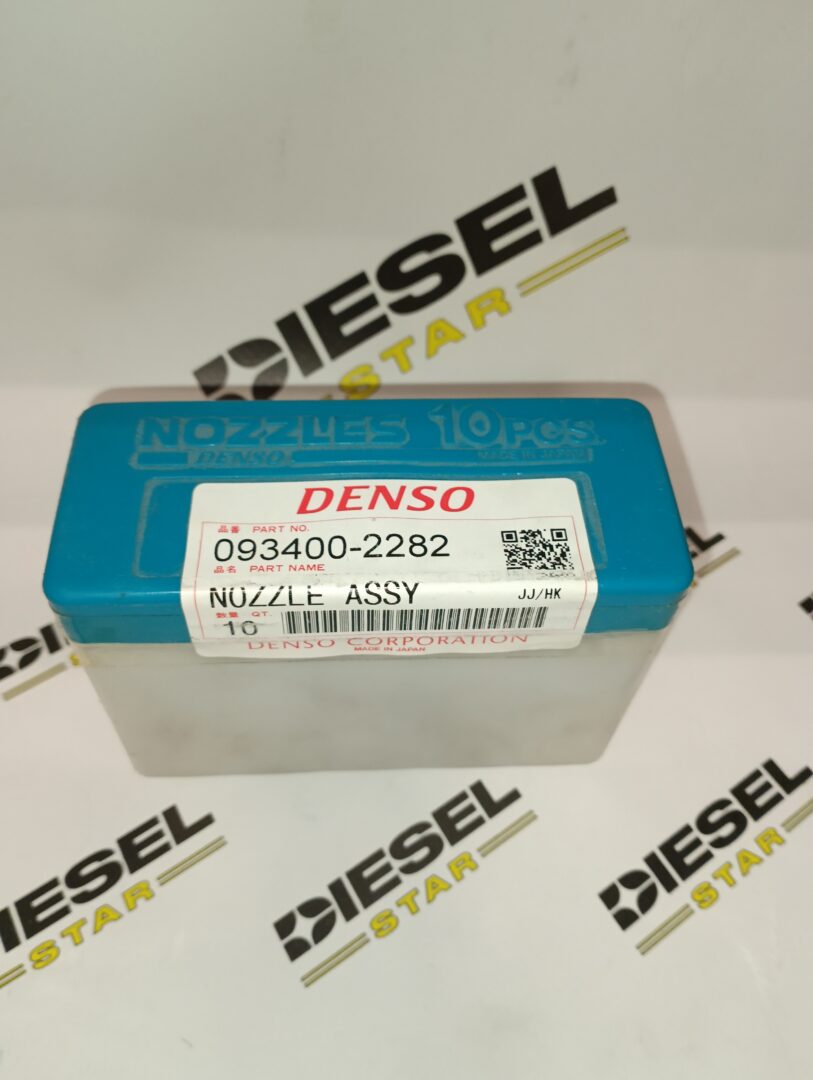 DIESEL
STAR
NOZZLES 10PCS.
DENSO
MADE IN JAPAN
DENSO
品番 PART NO.
093400-2282
品名 PART NAME
NOZZLE ASSY
JJ/HK
数量 QT.
10
DENSO CORPORATION
MADE IN JAPAN
DIESEL
STAR
DIESEL
STAR
DIESEL
STAR